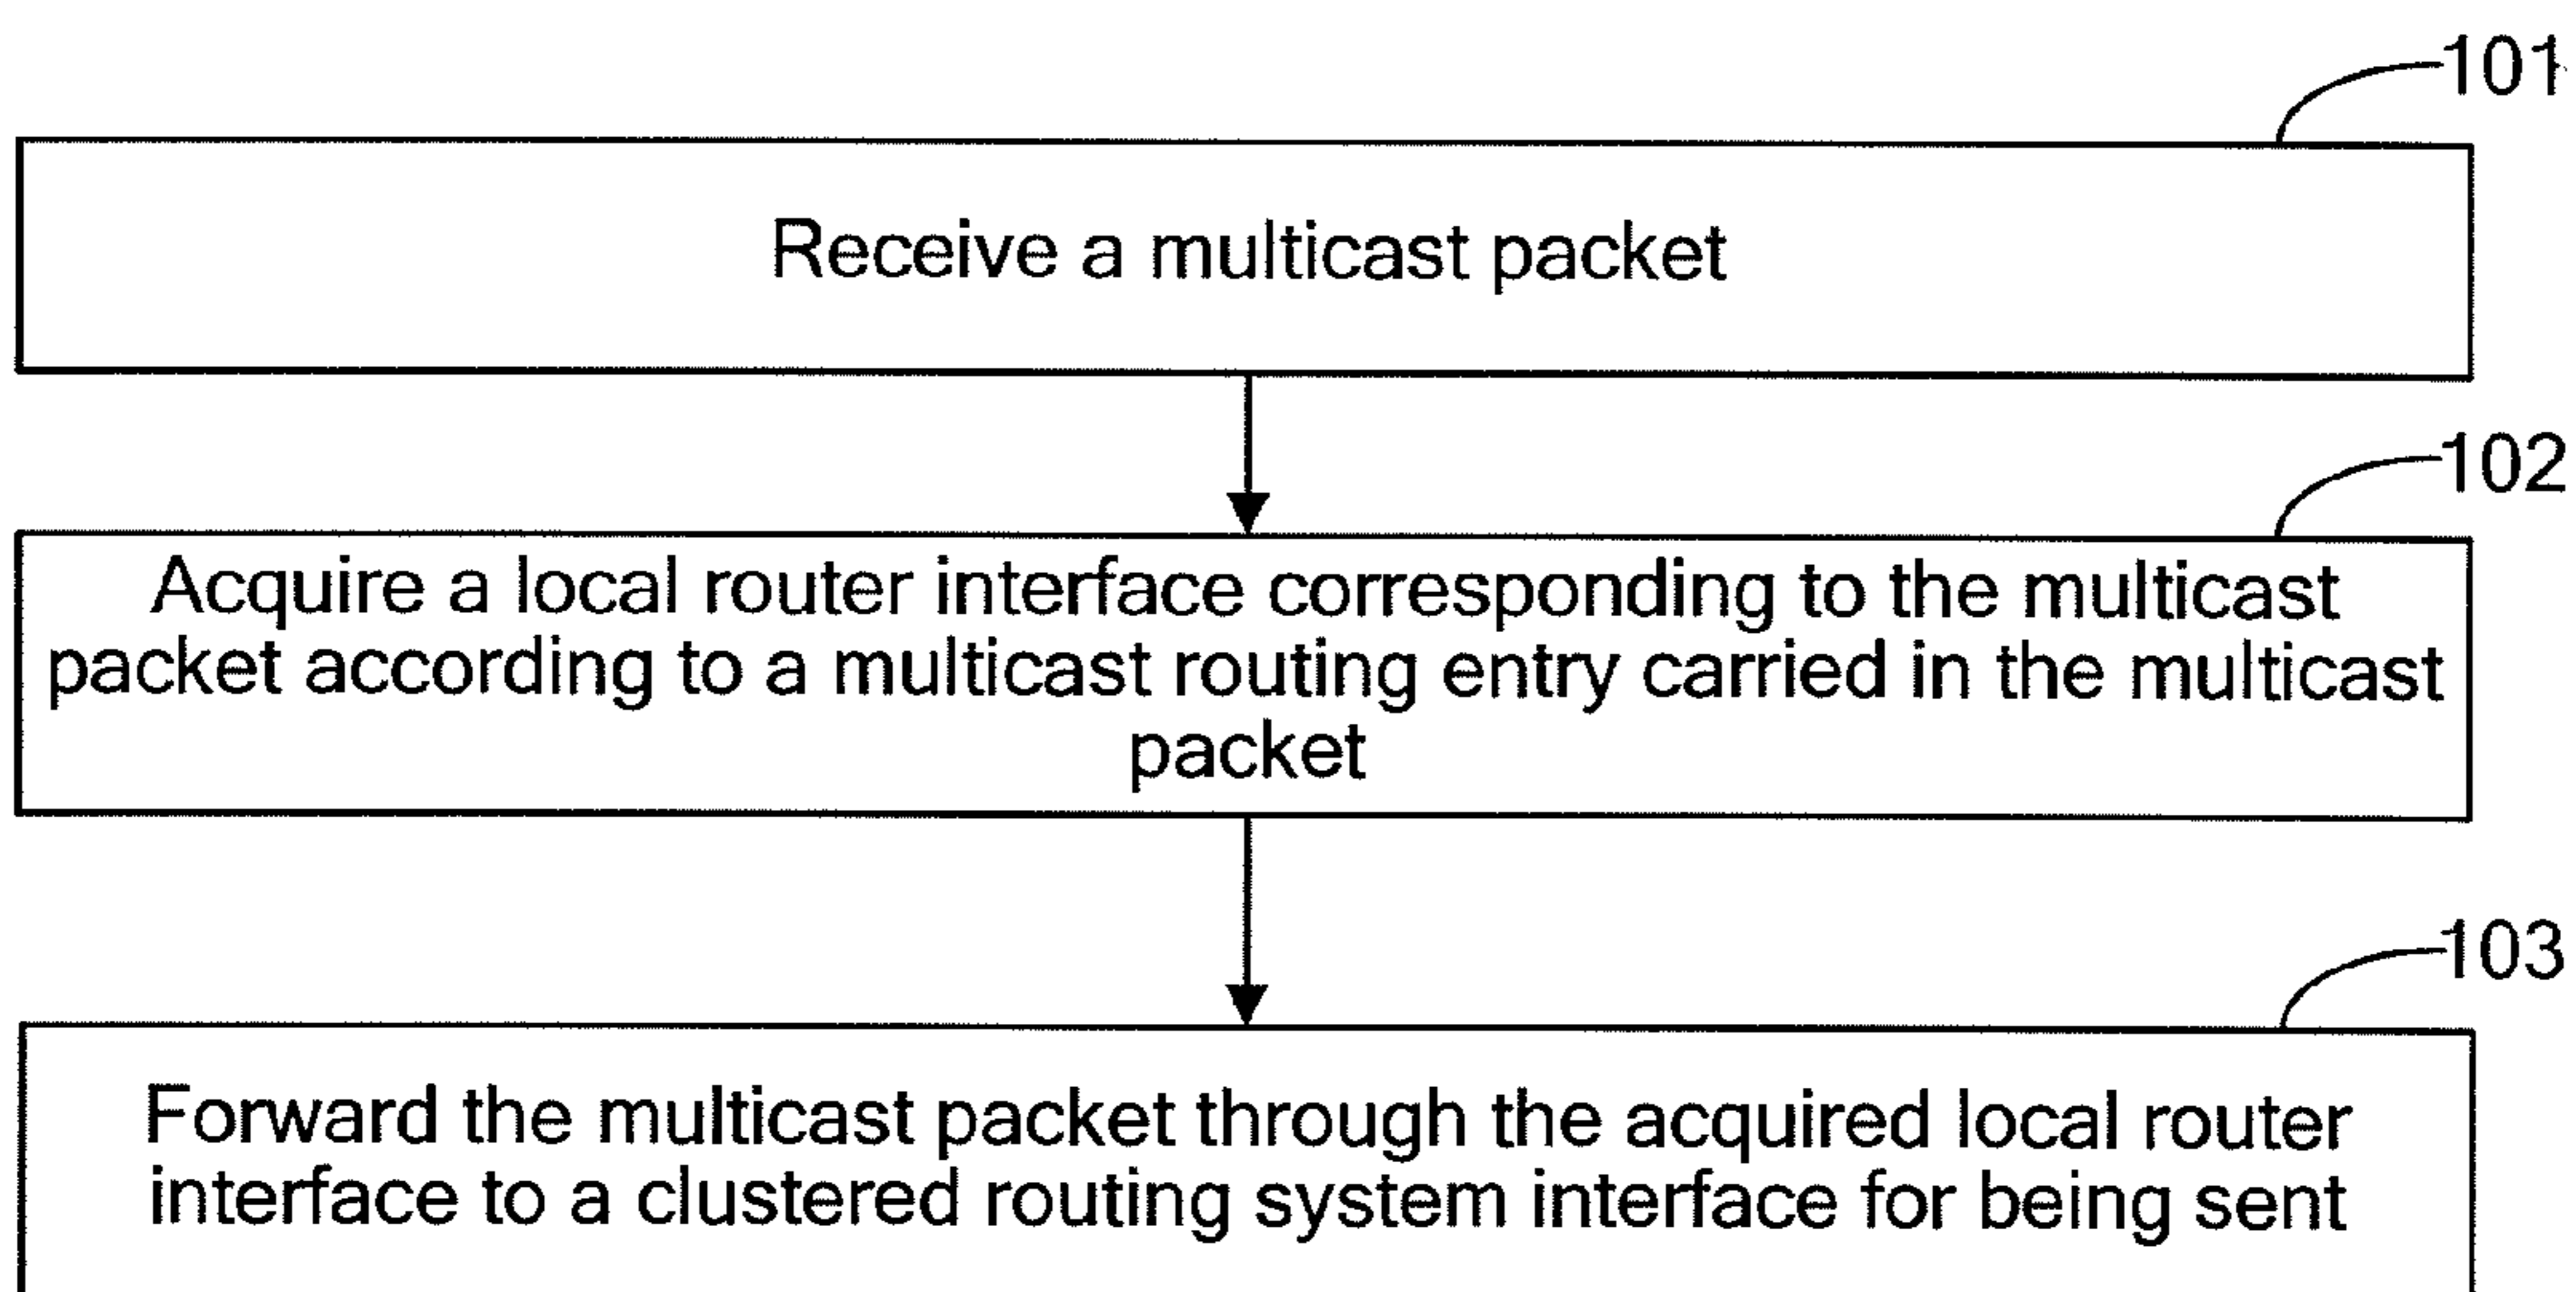 101
Receive a multicast packet
102
Acquire a local router interface corresponding to the multicast
packet according to a multicast routing entry carried in the multicast
packet
103
Forward the multicast packet through the acquired local router
interface to a clustered routing system interface for being sent